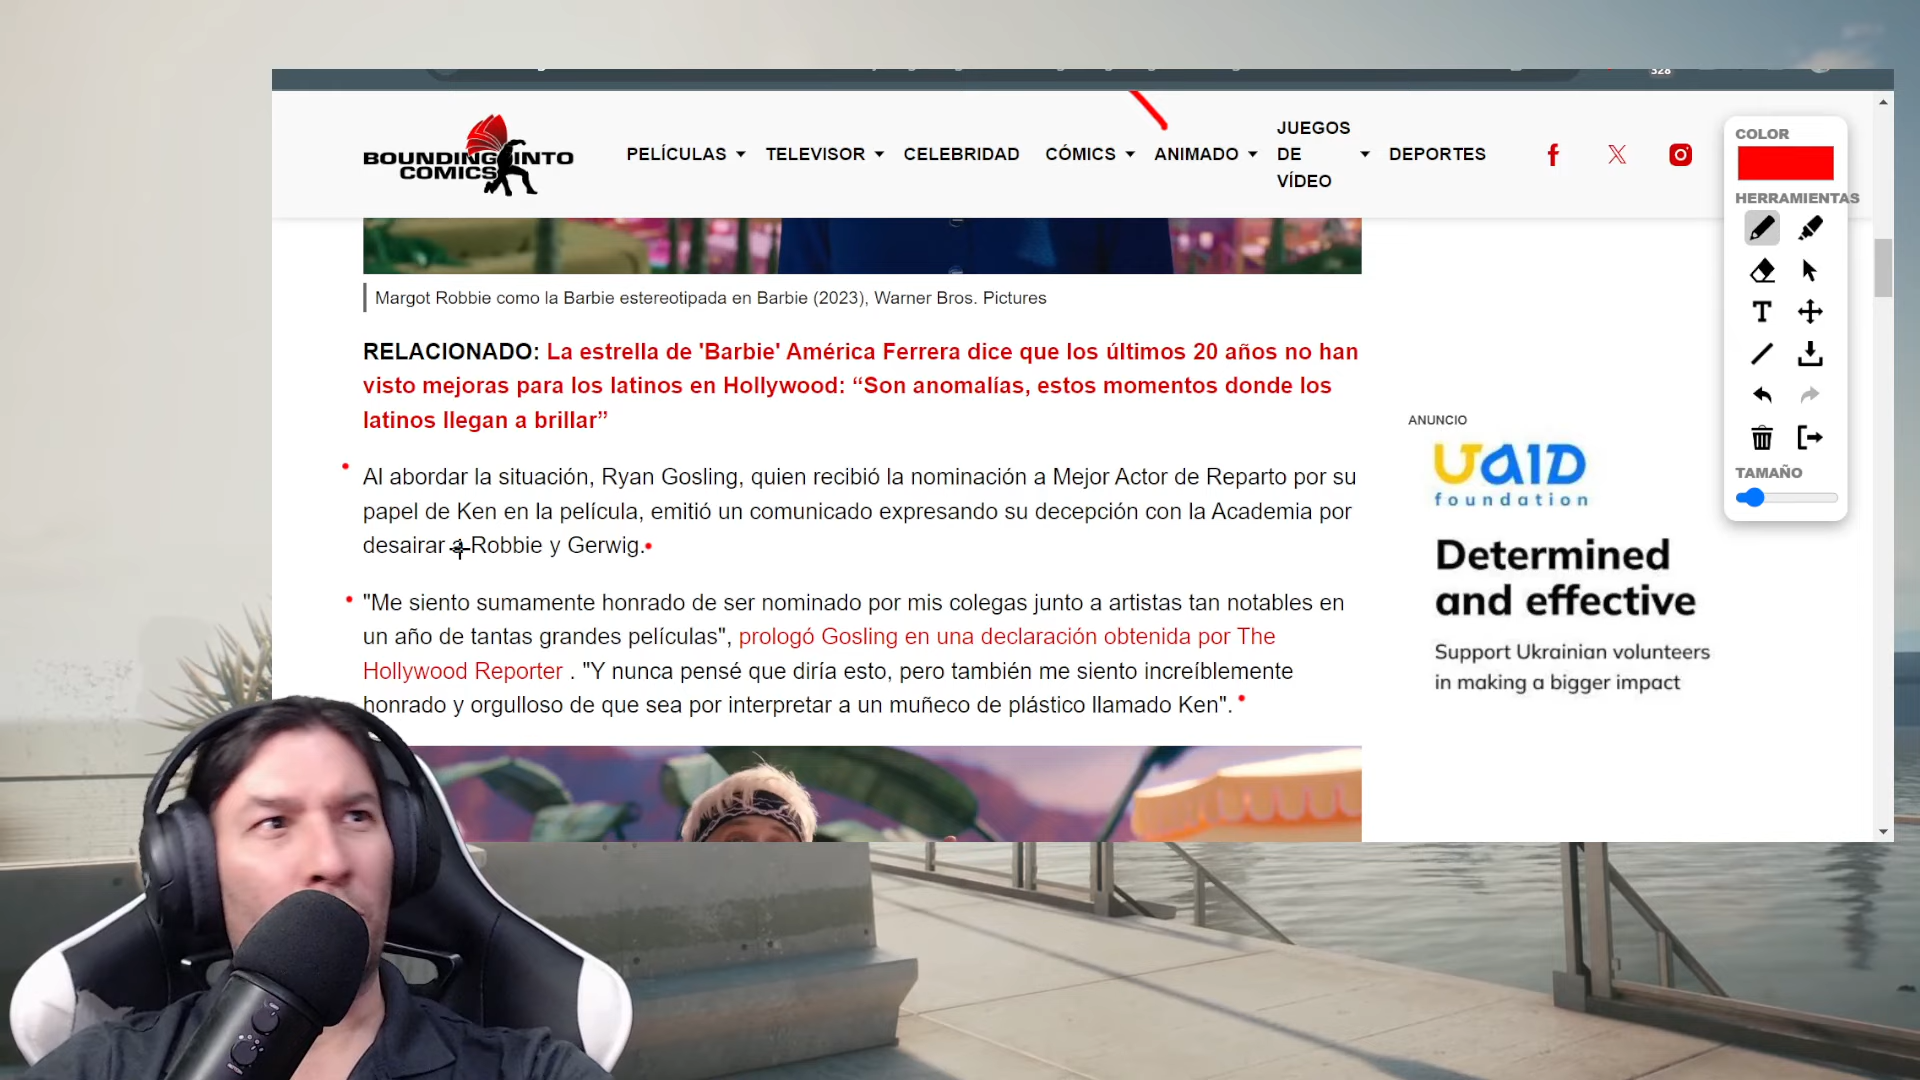 328
BOUNDING INTO
COMICS
PELÍCULAS
TELEVISOR
CELEBRIDAD
CÓMICS
ANIMADO
JUEGOS
DE
VÍDEO
DEPORTES
COLOR
HERRAMIENTAS
T
TAMAÑO
Margot Robbie como la Barbie estereotipada en Barbie (2023), Warner Bros. Pictures
RELACIONADO: La estrella de 'Barbie' América Ferrera dice que los últimos 20 años no han
visto mejoras para los latinos en Hollywood: “Son anomalías, estos momentos donde los
latinos llegan a brillar”
Al abordar la situación, Ryan Gosling, quien recibió la nominación a Mejor Actor de Reparto por su
papel de Ken en la película, emitió un comunicado expresando su decepción con la Academia por
desairar a Robbie y Gerwig.
"Me siento sumamente honrado de ser nominado por mis colegas junto a artistas tan notables en
un año de tantas grandes películas", prologó Gosling en una declaración obtenida por The
Hollywood Reporter . "Y nunca pensé que diría esto, pero también me siento increíblemente
honrado y orgulloso de que sea por interpretar a un muñeco de plástico llamado Ken".
ANUNCIO
UAID
foundation
Determined
and effective
Support Ukrainian volunteers
in making a bigger impact